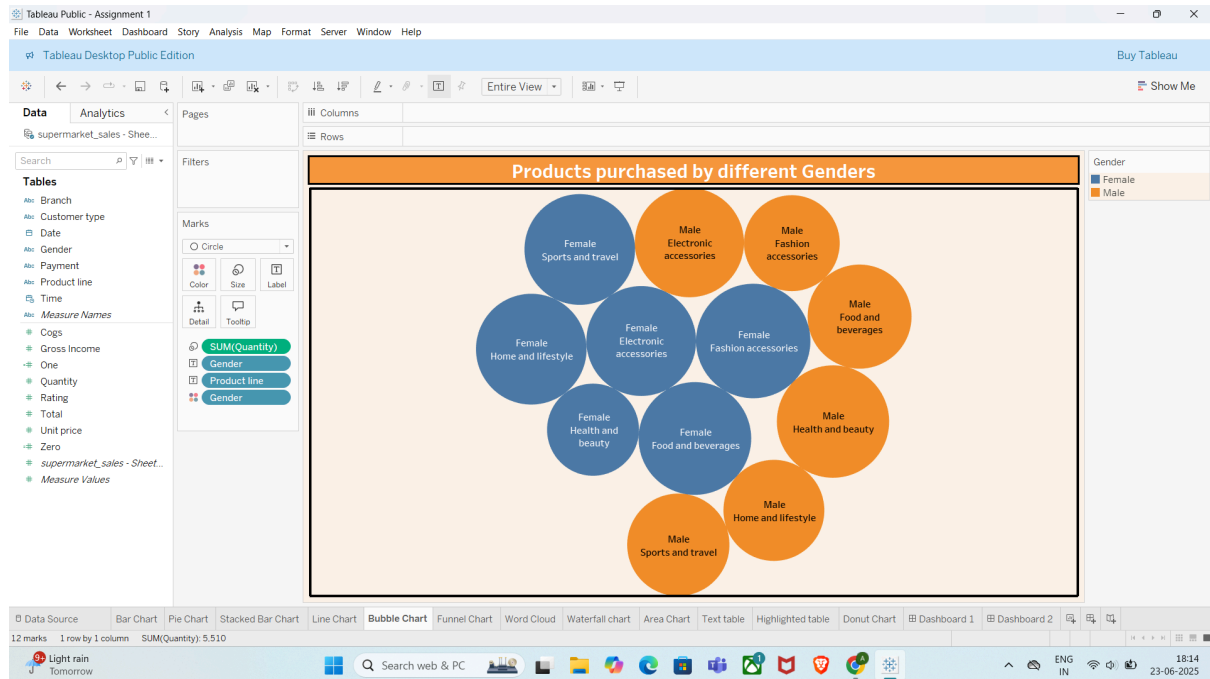 Tableau Public - Assignment 1
File Data Worksheet Dashboard Story Analysis Map Format Server Window Help
Tableau Desktop Public Edition
Buy Tableau
Entire View
Show Me
Data Analytics
supermarket_sales - Shee...
Search
Tables
Abc Branch
Abc Customer type
Date
Abc Gender
Abc Payment
Abc Product line
Time
Abc Measure Names
# Cogs
# Gross Income
# One
# Quantity
# Rating
# Total
# Unit price
# Zero
# supermarket_sales - Sheet...
# Measure Values
Pages
Filters
Marks
Circle
Color Size Label
Detail Tooltip
SUM(Quantity)
Gender
Product line
Gender
Columns
Rows
Products purchased by different Genders
Female
Sports and travel
Male
Electronic
accessories
Male
Fashion
accessories
Male
Food and
beverages
Female
Home and lifestyle
Female
Electronic
accessories
Female
Fashion accessories
Female
Health and
beauty
Female
Food and beverages
Male
Health and beauty
Male
Home and lifestyle
Male
Sports and travel
Gender
Female
Male
Data Source Bar Chart Pie Chart Stacked Bar Chart Line Chart Bubble Chart Funnel Chart Word Cloud Waterfall chart Area Chart Text table Highlighted table Donut Chart Dashboard 1 Dashboard 2
12 marks 1 row by 1 column SUM(Quantity): 5,510
9+
Light rain
Tomorrow
Search web & PC
ENG
IN
18:14
23-06-2025